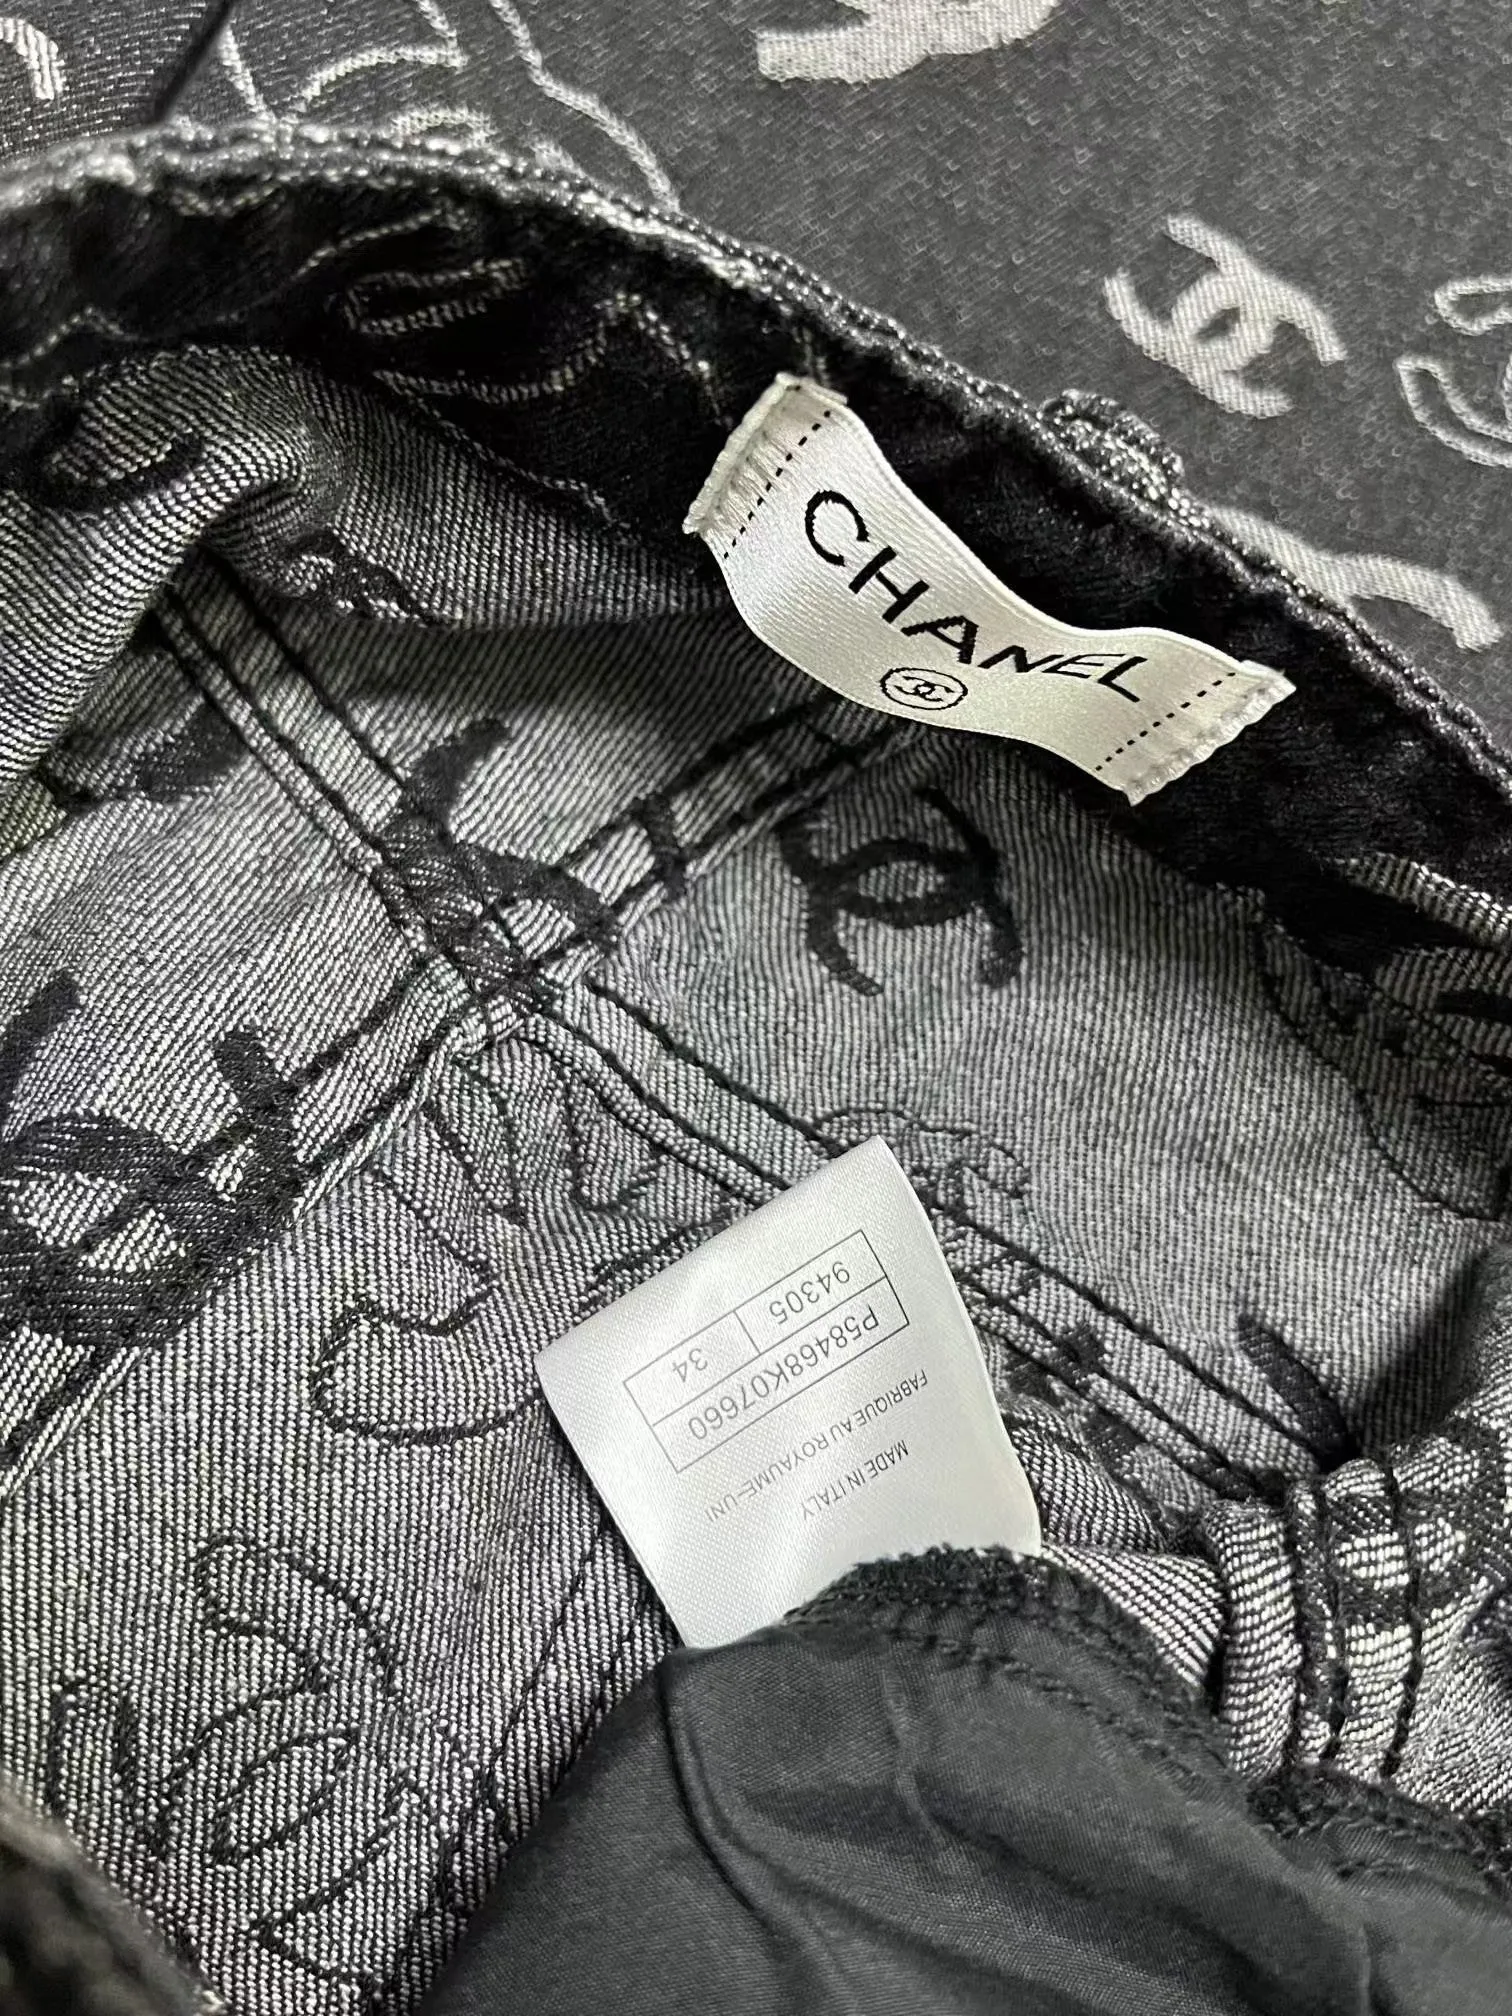 CHANEL
94305 34
P58468K07660
FABRIQUE AU ROYAUME-UNI
MADE IN ITALY